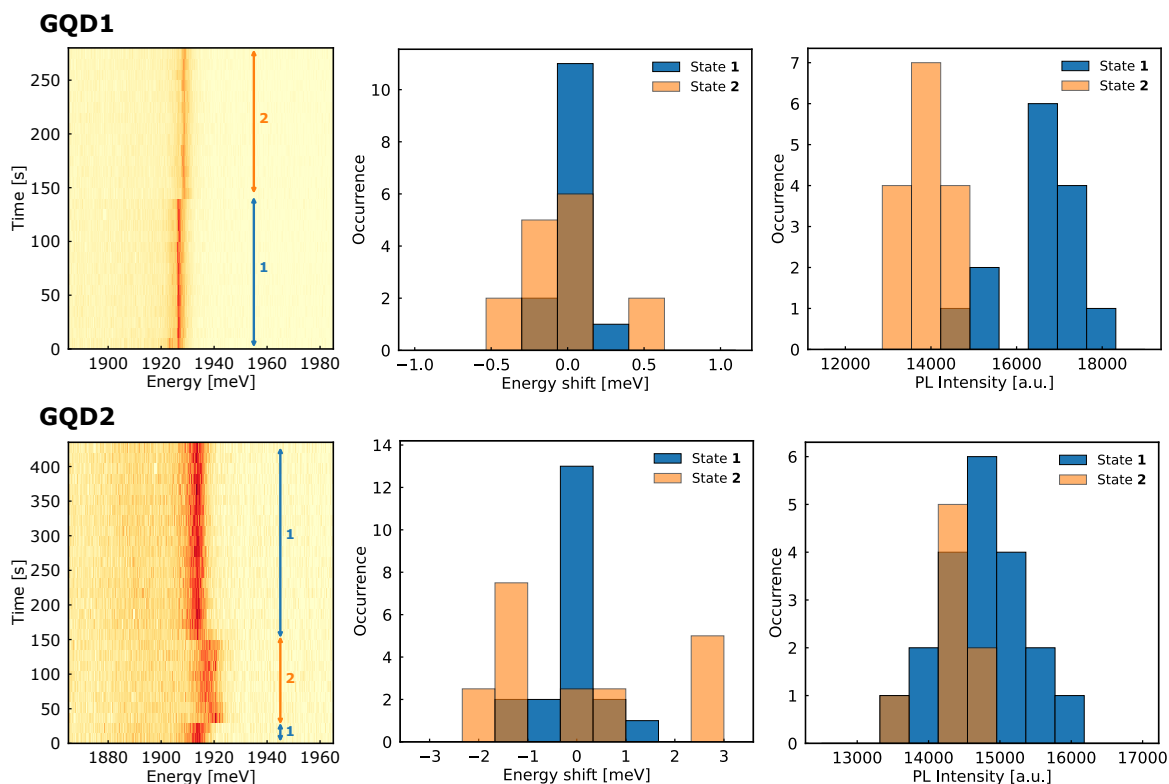 GQD1
Time [s]
250
200
150
100
50
0
2
1
1900 1920 1940 1960 1980
Energy [meV]
Occurrence
10
8
6
4
2
0
State 1
State 2
−1.0 −0.5 0.0 0.5 1.0
Energy shift [meV]
Occurrence
7
6
5
4
3
2
1
0
State 1
State 2
12000 14000 16000 18000
PL Intensity [a.u.]
GQD2
Time [s]
400
350
300
250
200
150
100
50
0
1
2
1
1880 1900 1920 1940 1960
Energy [meV]
Occurrence
14
12
10
8
6
4
2
0
State 1
State 2
−3 −2 −1 0 1 2 3
Energy shift [meV]
Occurrence
6
5
4
3
2
1
0
State 1
State 2
13000 14000 15000 16000 17000
PL Intensity [a.u.]